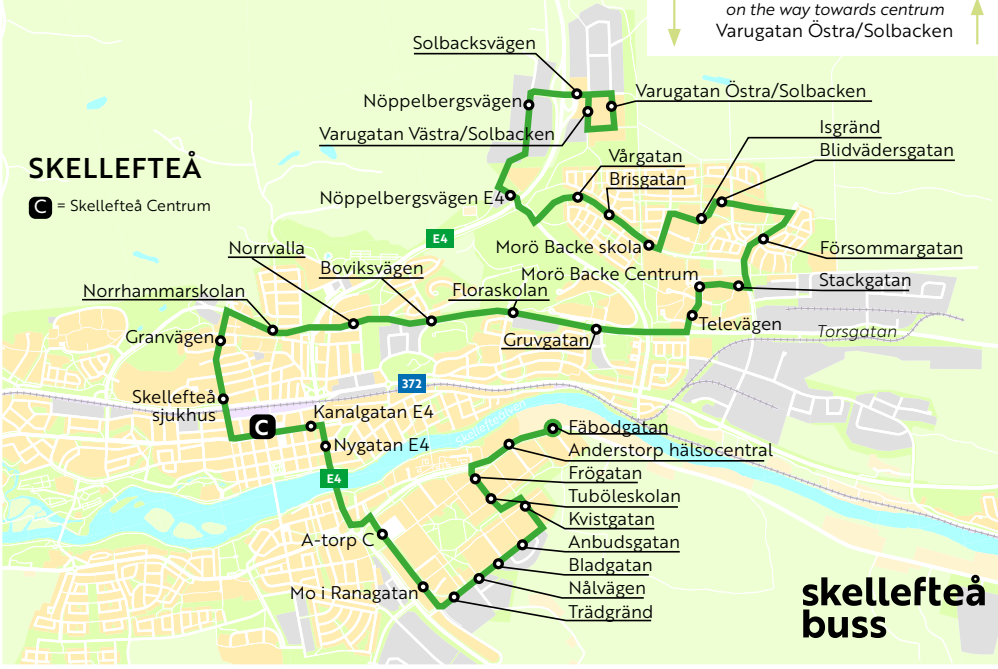 on the way towards centrum
Varugatan Östra/Solbacken
Solbacksvägen
Nöppelbergsvägen
Varugatan Östra/Solbacken
Varugatan Västra/Solbacken
Isgränd
Blidvädersgatan
Vårgatan
Brisgatan
SKELLEFTEÅ
C = Skellefteå Centrum
Nöppelbergsvägen E4
E4
Morö Backe skola
Försommargatan
Norrvalla
Boviksvägen
Morö Backe Centrum
Stackgatan
Norrhammarskolan
Floraskolan
Granvägen
Gruvgatan
Televägen
Torsgatan
372
Skellefteå
sjukhus
C
Kanalgatan E4
Nygatan E4
Skellefteälven
Fäbodgatan
Anderstorp hälsocentral
E4
Frögatan
Tuböleskolan
Kvistgatan
A-torp C
Anbudsgatan
Bladgatan
Mo i Ranagatan
Nålvägen
Trädgränd
skellefteå
buss